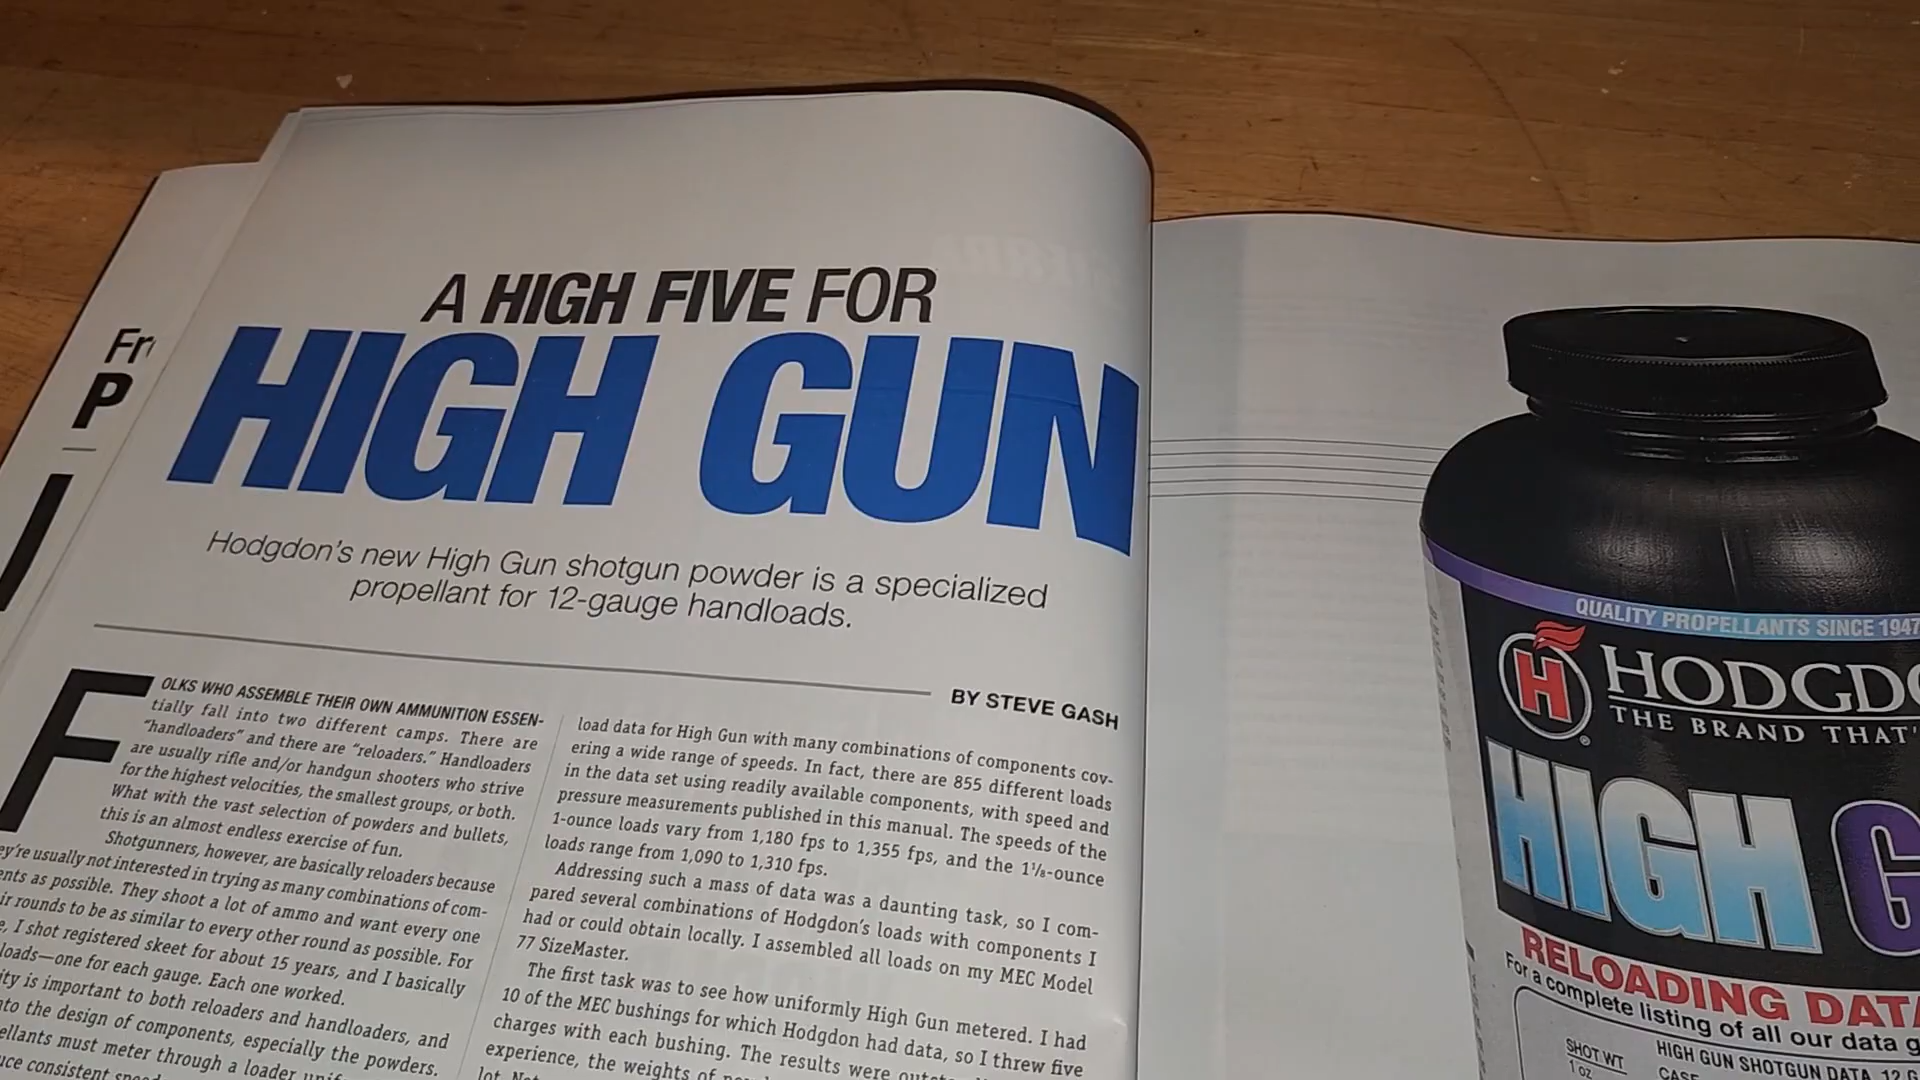 A HIGH FIVE FOR
HIGH GUN
Hodgdon's new High Gun shotgun powder is a specialized
propellant for 12-gauge handloads.
BY STEVE GASH
FOLKS WHO ASSEMBLE THEIR OWN AMMUNITION ESSEN-
tially fall into two different camps. There are
"handloaders" and there are "reloaders." Handloaders
are usually rifle and/or handgun shooters who strive
for the highest velocities, the smallest groups, or both.
What with the vast selection of powders and bullets,
this is an almost endless exercise of fun.
Shotgunners, however, are basically reloaders because
usually not interested in trying as many combinations of com-
as possible. They shoot a lot of ammo and want every one
rounds to be as similar to every other round as possible. For
I shot registered skeet for about 15 years, and I basically
loads—one for each gauge. Each one worked.
is important to both reloaders and handloaders, and
the design of components, especially the powders.
must meter through a loader
consistent
load data for High Gun with many combinations of components cov-
ering a wide range of speeds. In fact, there are 855 different loads
in the data set using readily available components, with speed and
pressure measurements published in this manual. The speeds of the
1-ounce loads vary from 1,180 fps to 1,355 fps, and the 1⅛-ounce
loads range from 1,090 to 1,310 fps.
Addressing such a mass of data was a daunting task, so I com-
pared several combinations of Hodgdon's loads with components I
had or could obtain locally. I assembled all loads on my MEC Model
77 SizeMaster.
The first task was to see how uniformly High Gun metered. I had
10 of the MEC bushings for which Hodgdon had data, so I threw five
charges with each bushing. The results were
experience, the weights of
lot.
Fr
P
QUALITY PROPELLANTS SINCE 1947
H HODGDO
THE BRAND THAT'
HIGH G
RELOADING DATA
For a complete listing of all our data g
SHOT WT
1 oz
HIGH GUN SHOTGUN DATA, 12 G
CASE